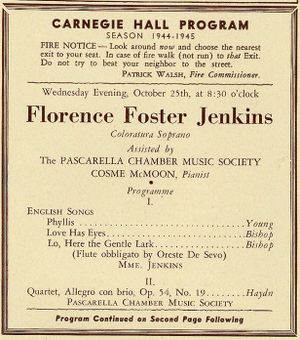 CARNEGIE HALL PROGRAM
SEASON 1944-1945
FIRE NOTICE — Look around now and choose the nearest
exit to your seat. In case of fire walk (not run) to that Exit.
Do not try to beat your neighbor to the street.
PATRICK WALSH, Fire Commissioner.
Wednesday Evening, October 25th, at 8:30 o'clock
Florence Foster Jenkins
Coloratura Soprano
Assisted by
The PASCARELLA CHAMBER MUSIC SOCIETY
COSME McMOON, Pianist
•
Programme
I.
ENGLISH SONGS
Phyllis Young
Love Has Eyes Bishop
Lo, Here the Gentle Lark Bishop
(Flute obbligato by Oreste De Sevo)
MME. JENKINS
II.
Quartet, Allegro con brio, Op. 54, No. 19 Haydn
PASCARELLA CHAMBER MUSIC SOCIETY
Program Continued on Second Page Following